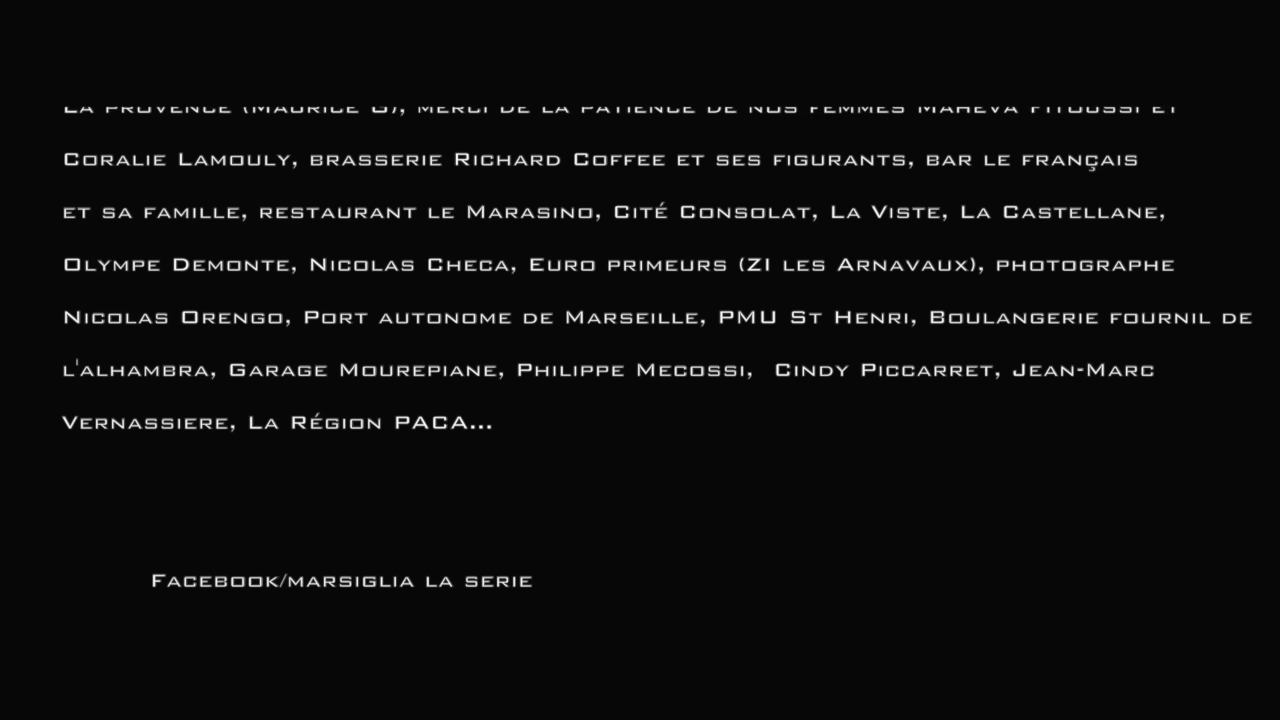 La Provence (Maurice G), merci de la patience de nos femmes Maheva Fitoussi et
Coralie Lamouly, brasserie Richard Coffee et ses figurants, bar le français
et sa famille, restaurant le Marasino, Cité Consolat, La Viste, La Castellane,
Olympe Demonte, Nicolas Checa, Euro primeurs (ZI les Arnavaux), photographe
Nicolas Orengo, Port autonome de Marseille, PMU St Henri, Boulangerie fournil de
l'alhambra, Garage Mourepiane, Philippe Mecossi, Cindy Piccarret, Jean-Marc
Vernassiere, La Région PACA...
Facebook/marsiglia la serie